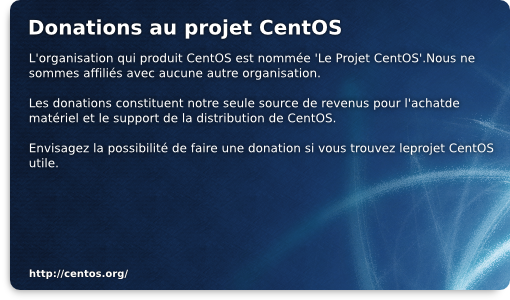 Donations au projet CentOS
L'organisation qui produit CentOS est nommée 'Le Projet CentOS'.Nous ne
sommes affiliés avec aucune autre organisation.
Les donations constituent notre seule source de revenus pour l'achatde
matériel et le support de la distribution de CentOS.
Envisagez la possibilité de faire une donation si vous trouvez leprojet CentOS
utile.
http://centos.org/